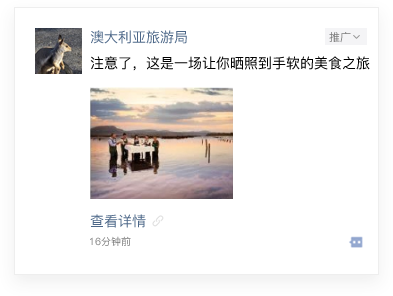 澳大利亚旅游局
推广
注意了，这是一场让你晒照到手软的美食之旅
查看详情
16分钟前